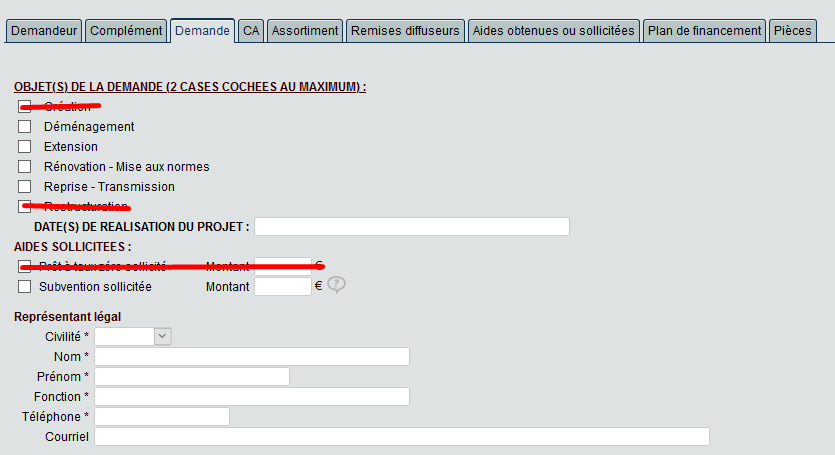 Demandeur Complément Demande CA Assortiment Remises diffuseurs Aides obtenues ou sollicitées Plan de financement Pièces
OBJET(S) DE LA DEMANDE (2 CASES COCHEES AU MAXIMUM) :
Création
Déménagement
Extension
Rénovation - Mise aux normes
Reprise - Transmission
Restructuration
DATE(S) DE REALISATION DU PROJET :
AIDES SOLLICITEES :
Prêt à taux zéro sollicité Montant €
Subvention sollicitée Montant € ?
Représentant légal
Civilité *
Nom *
Prénom *
Fonction *
Téléphone *
Courriel